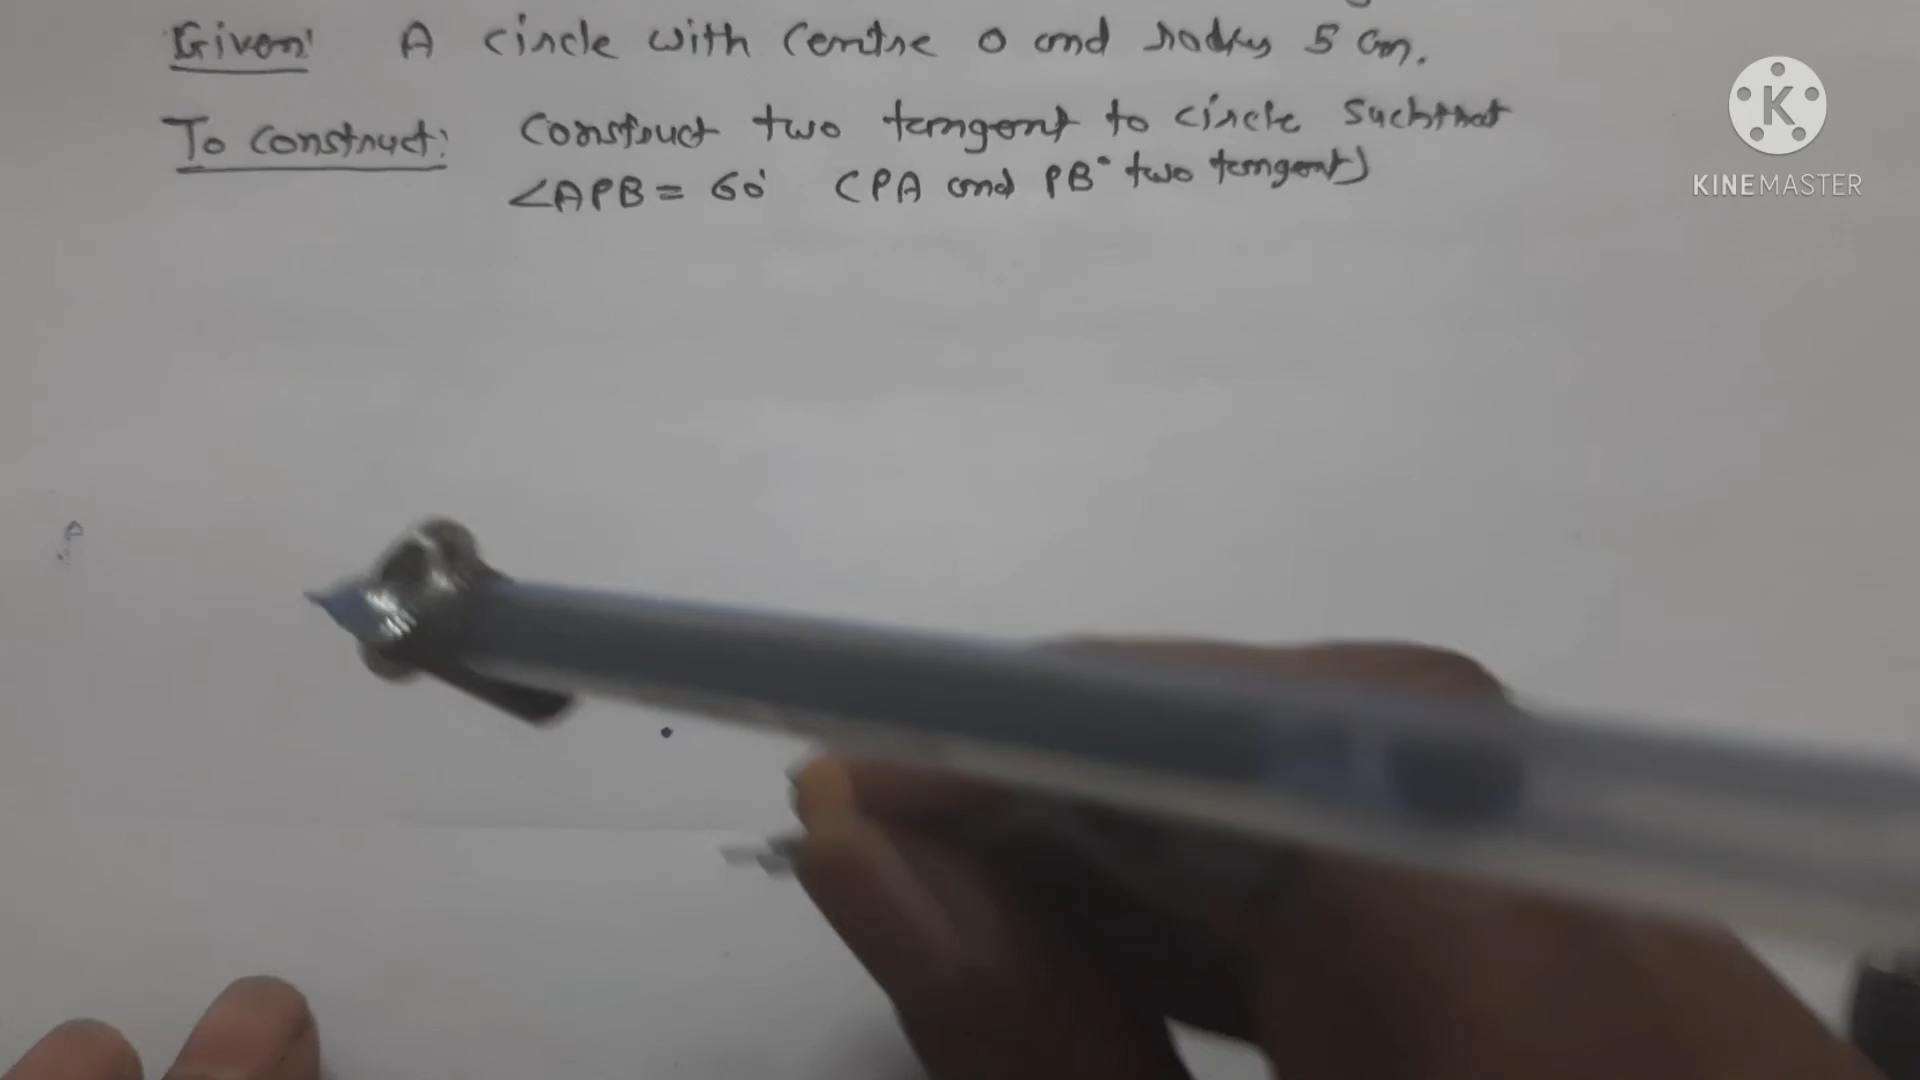 Given: A circle with centre O and radius 5 cm.
K
KINEMASTER
To construct: Construct two tangent to circle such that
∠APB = 60° (PA and PB two tangent)